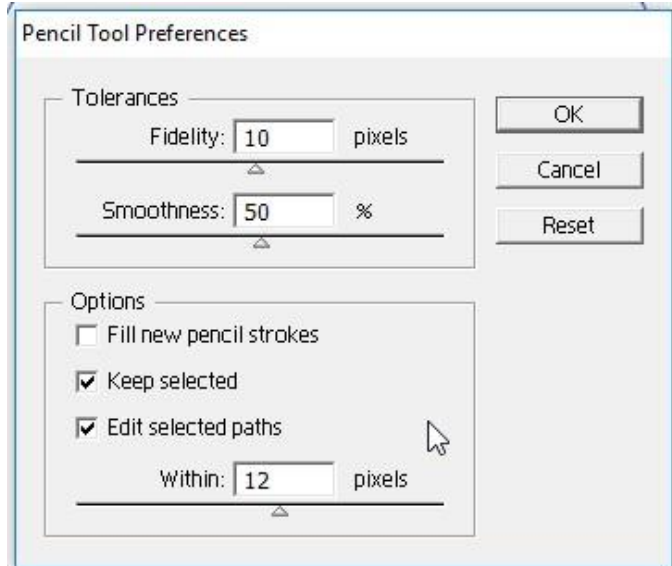 Pencil Tool Preferences
Tolerances
Fidelity: 10 pixels
Smoothness: 50 %
OK
Cancel
Reset
Options
Fill new pencil strokes
Keep selected
Edit selected paths
Within: 12 pixels